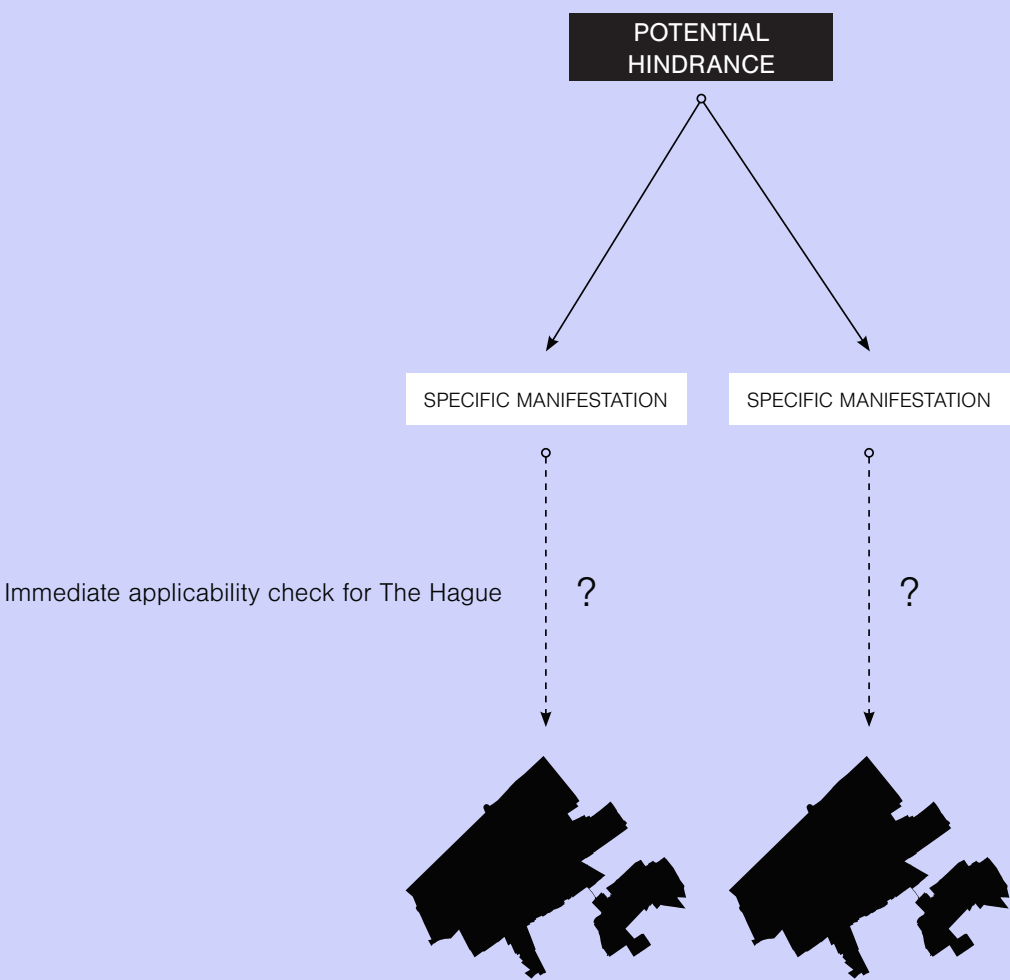 POTENTIAL
HINDRANCE
SPECIFIC MANIFESTATION
SPECIFIC MANIFESTATION
Immediate applicability check for The Hague
?
?